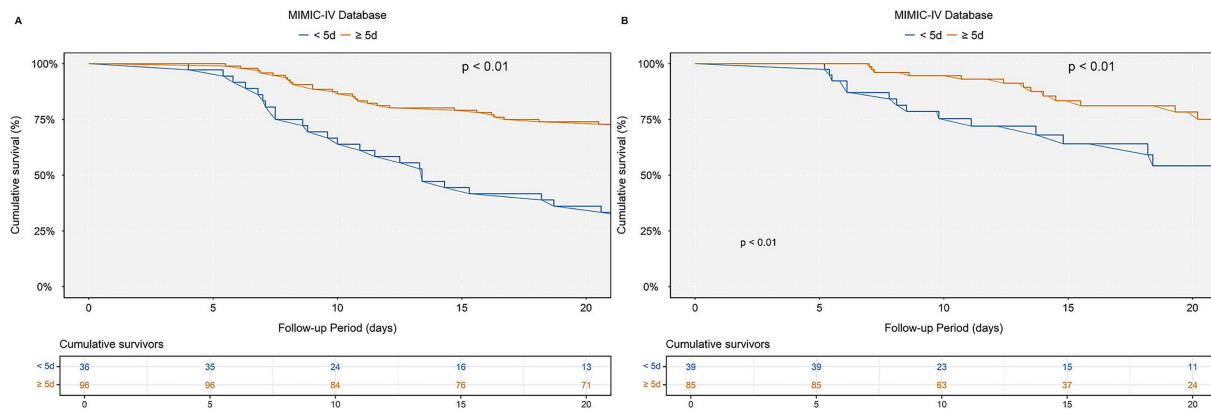 A
MIMIC-IV Database
< 5d ≥ 5d
p < 0.01
100%
75%
50%
25%
0%
Cumulative survival (%)
0 5 10 15 20
Follow-up Period (days)
Cumulative survivors
< 5d 36 35 24 16 13
≥ 5d 96 96 84 76 71
0 5 10 15 20
B
MIMIC-IV Database
< 5d ≥ 5d
p < 0.01
100%
75%
50%
25%
0%
Cumulative survival (%)
p < 0.01
0 5 10 15 20
Follow-up Period (days)
Cumulative survivors
< 5d 39 39 23 15 11
≥ 5d 85 85 63 37 24
0 5 10 15 20